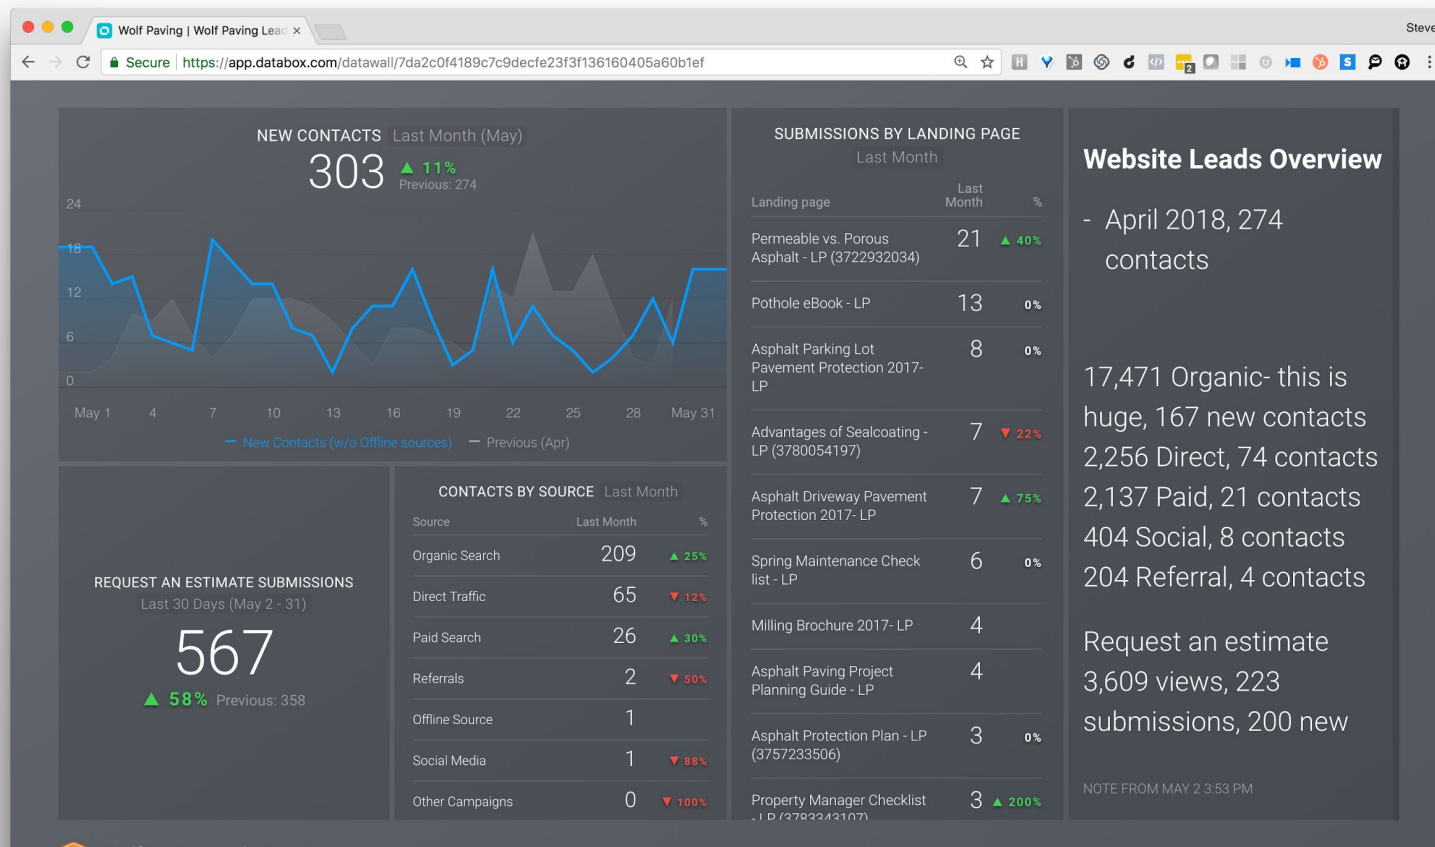 Wolf Paving | Wolf Paving Lead ×
Steve
Secure https://app.databox.com/datawall/7da2c0f4189c7c9decfe23f3f136160405a60b1ef
2
NEW CONTACTS Last Month (May)
303 ▲ 11%
Previous: 274
24
18
12
6
0
May 1 4 7 10 13 16 19 22 25 28 May 31
New Contacts (w/o Offline sources) Previous (Apr)
REQUEST AN ESTIMATE SUBMISSIONS
Last 30 Days (May 2 - 31)
567
▲ 58% Previous: 358
CONTACTS BY SOURCE Last Month
Source Last Month %
Organic Search 209 ▲ 25%
Direct Traffic 65 ▼ 12%
Paid Search 26 ▲ 30%
Referrals 2 ▼ 50%
Offline Source 1
Social Media 1 ▼ 88%
Other Campaigns 0 ▼ 100%
SUBMISSIONS BY LANDING PAGE
Last Month
Landing page Last Month %
Permeable vs. Porous
Asphalt - LP (3722932034) 21 ▲ 40%
Pothole eBook - LP 13 0%
Asphalt Parking Lot
Pavement Protection 2017-
LP 8 0%
Advantages of Sealcoating -
LP (3780054197) 7 ▼ 22%
Asphalt Driveway Pavement
Protection 2017- LP 7 ▲ 75%
Spring Maintenance Check
list - LP 6 0%
Milling Brochure 2017- LP 4
Asphalt Paving Project
Planning Guide - LP 4
Asphalt Protection Plan - LP
(3757233506) 3 0%
Property Manager Checklist
- LP (3783343107) 3 ▲ 200%
Website Leads Overview
- April 2018, 274
contacts
17,471 Organic- this is
huge, 167 new contacts
2,256 Direct, 74 contacts
2,137 Paid, 21 contacts
404 Social, 8 contacts
204 Referral, 4 contacts
Request an estimate
3,609 views, 223
submissions, 200 new
NOTE FROM MAY 2 3:53 PM